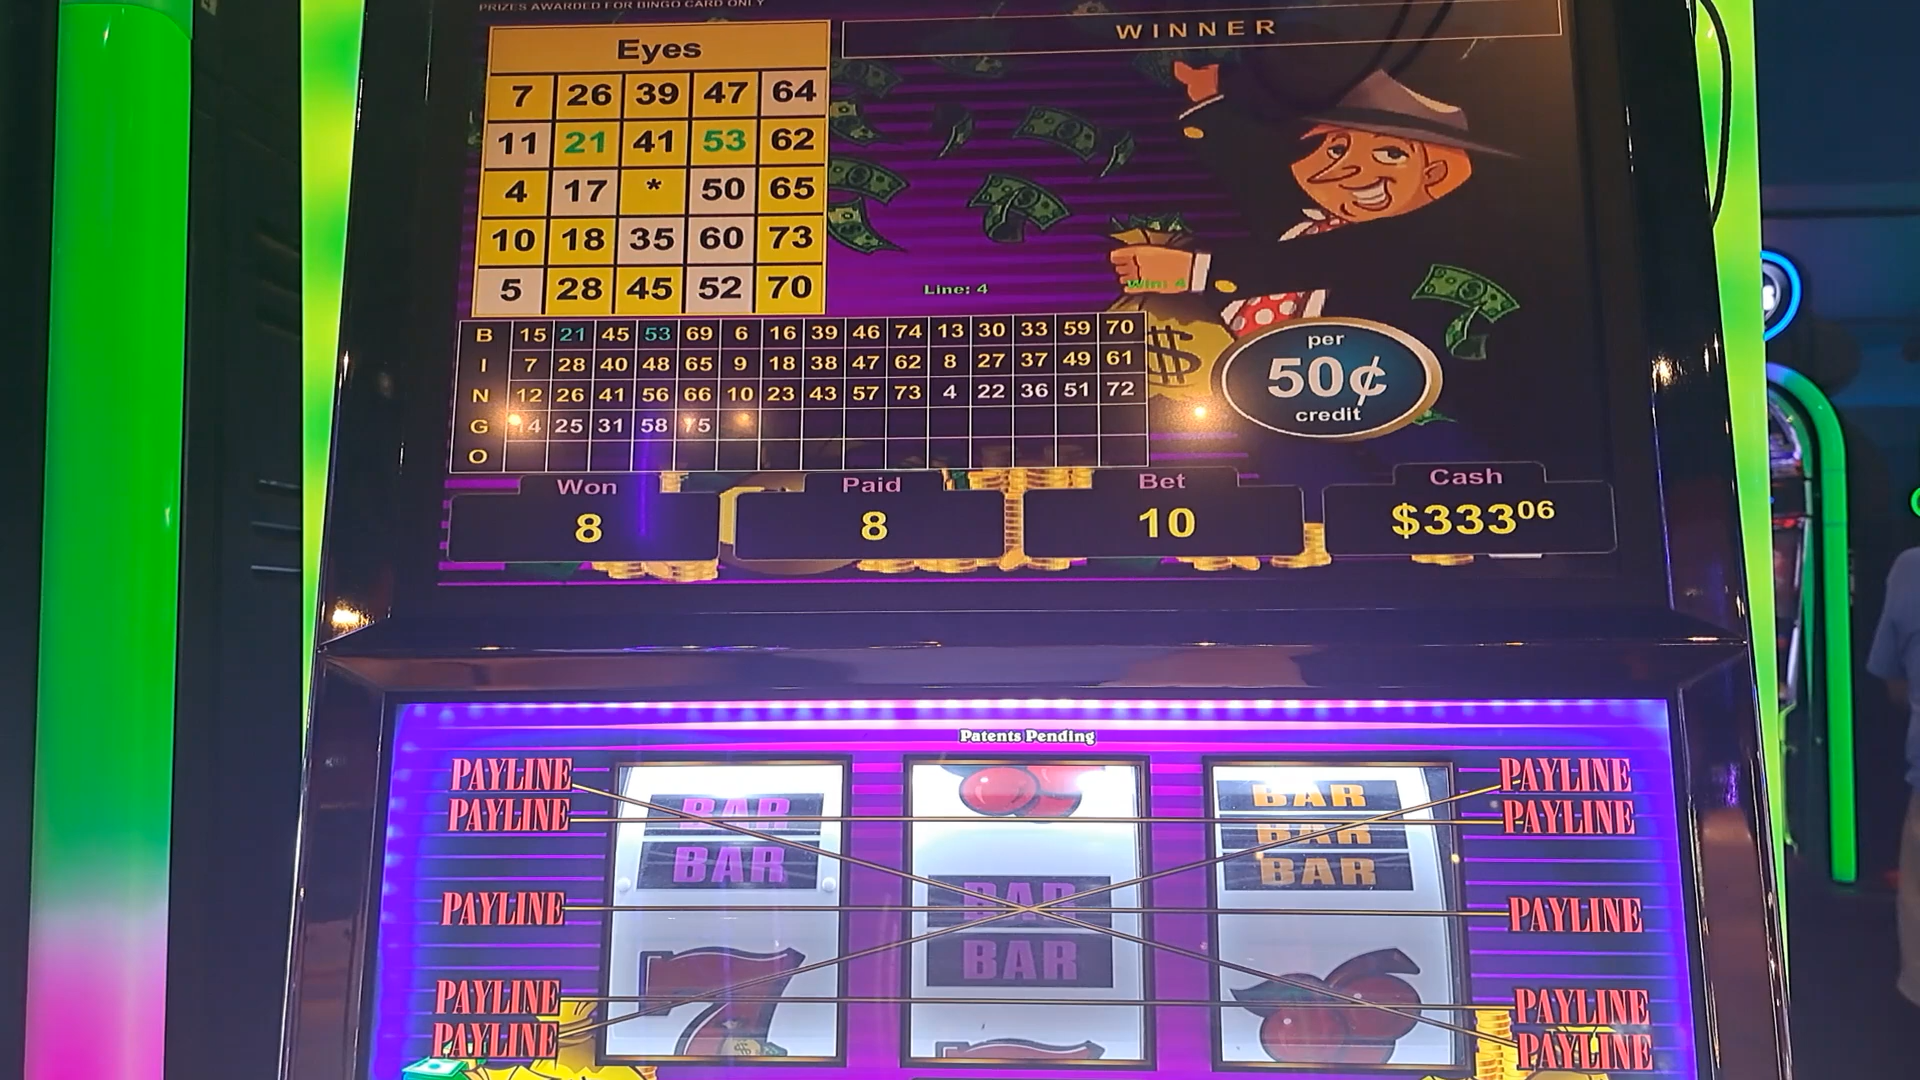 PRIZES AWARDED FOR BINGO CARD ONLY
WINNER
Eyes
7 26 39 47 64
11 21 41 53 62
4 17 * 50 65
10 18 35 60 73
5 28 45 52 70
Line: 4
Win: 4
B 15 21 45 53 69 6 16 39 46 74 13 30 33 59 70
I 7 28 40 48 65 9 18 38 47 62 8 27 37 49 61
N 12 26 41 56 66 10 23 43 57 73 4 22 36 51 72
G 14 25 31 58 75
O
$
per
50¢
credit
Won Paid Bet Cash
8 8 10 $33306
Patents Pending
PAYLINE PAYLINE
PAYLINE PAYLINE
PAYLINE PAYLINE
PAYLINE PAYLINE
PAYLINE PAYLINE
BAR
BAR
BAR
BAR
BAR
BAR
BAR